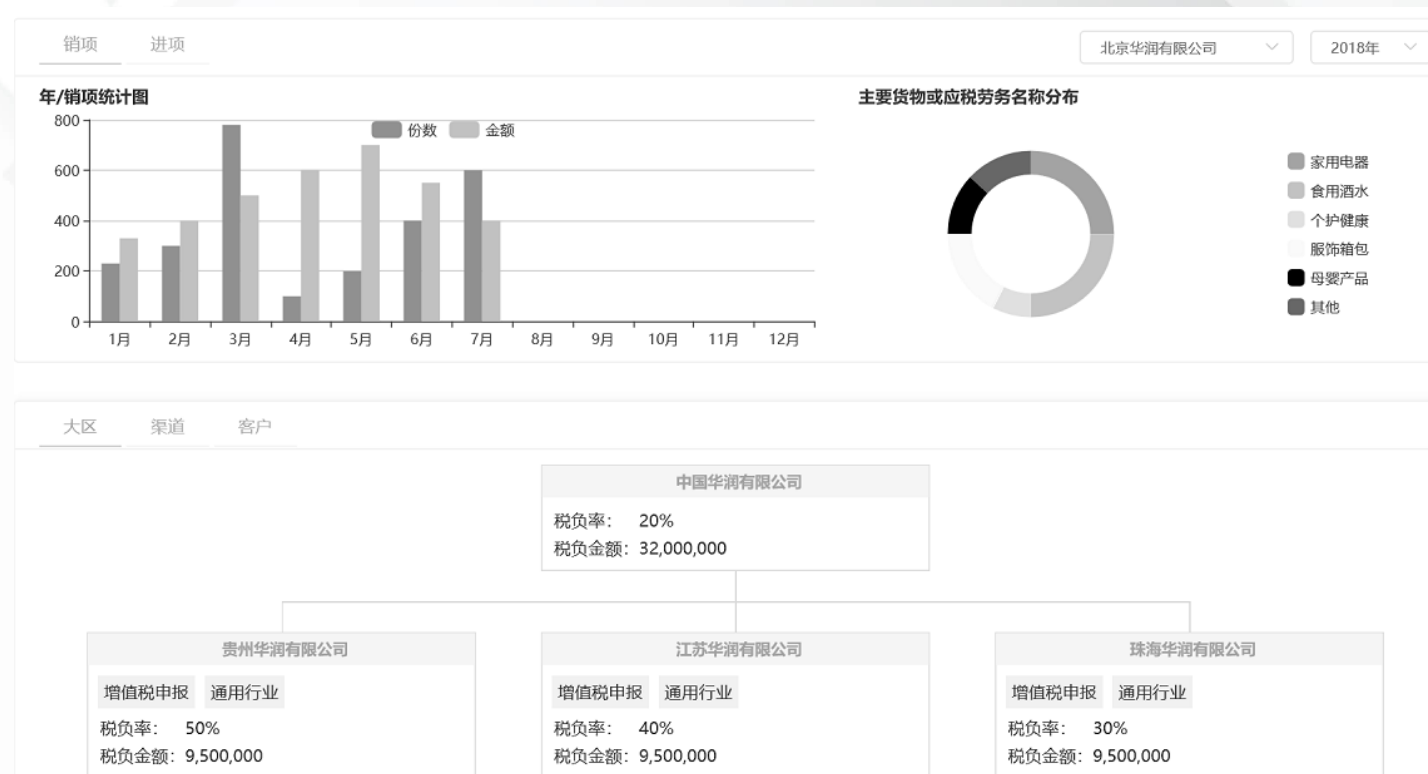 销项 进项 北京华润有限公司 2018年
年/销项统计图
主要货物或应税劳务名称分布
份数 金额
800
600
400
200
0
1月 2月 3月 4月 5月 6月 7月 8月 9月 10月 11月 12月
家用电器
食用酒水
个护健康
服饰箱包
母婴产品
其他
大区 渠道 客户
中国华润有限公司
税负率: 20%
税负金额: 32,000,000
贵州华润有限公司
增值税申报 通用行业
税负率: 50%
税负金额: 9,500,000
江苏华润有限公司
增值税申报 通用行业
税负率: 40%
税负金额: 9,500,000
珠海华润有限公司
增值税申报 通用行业
税负率: 30%
税负金额: 9,500,000